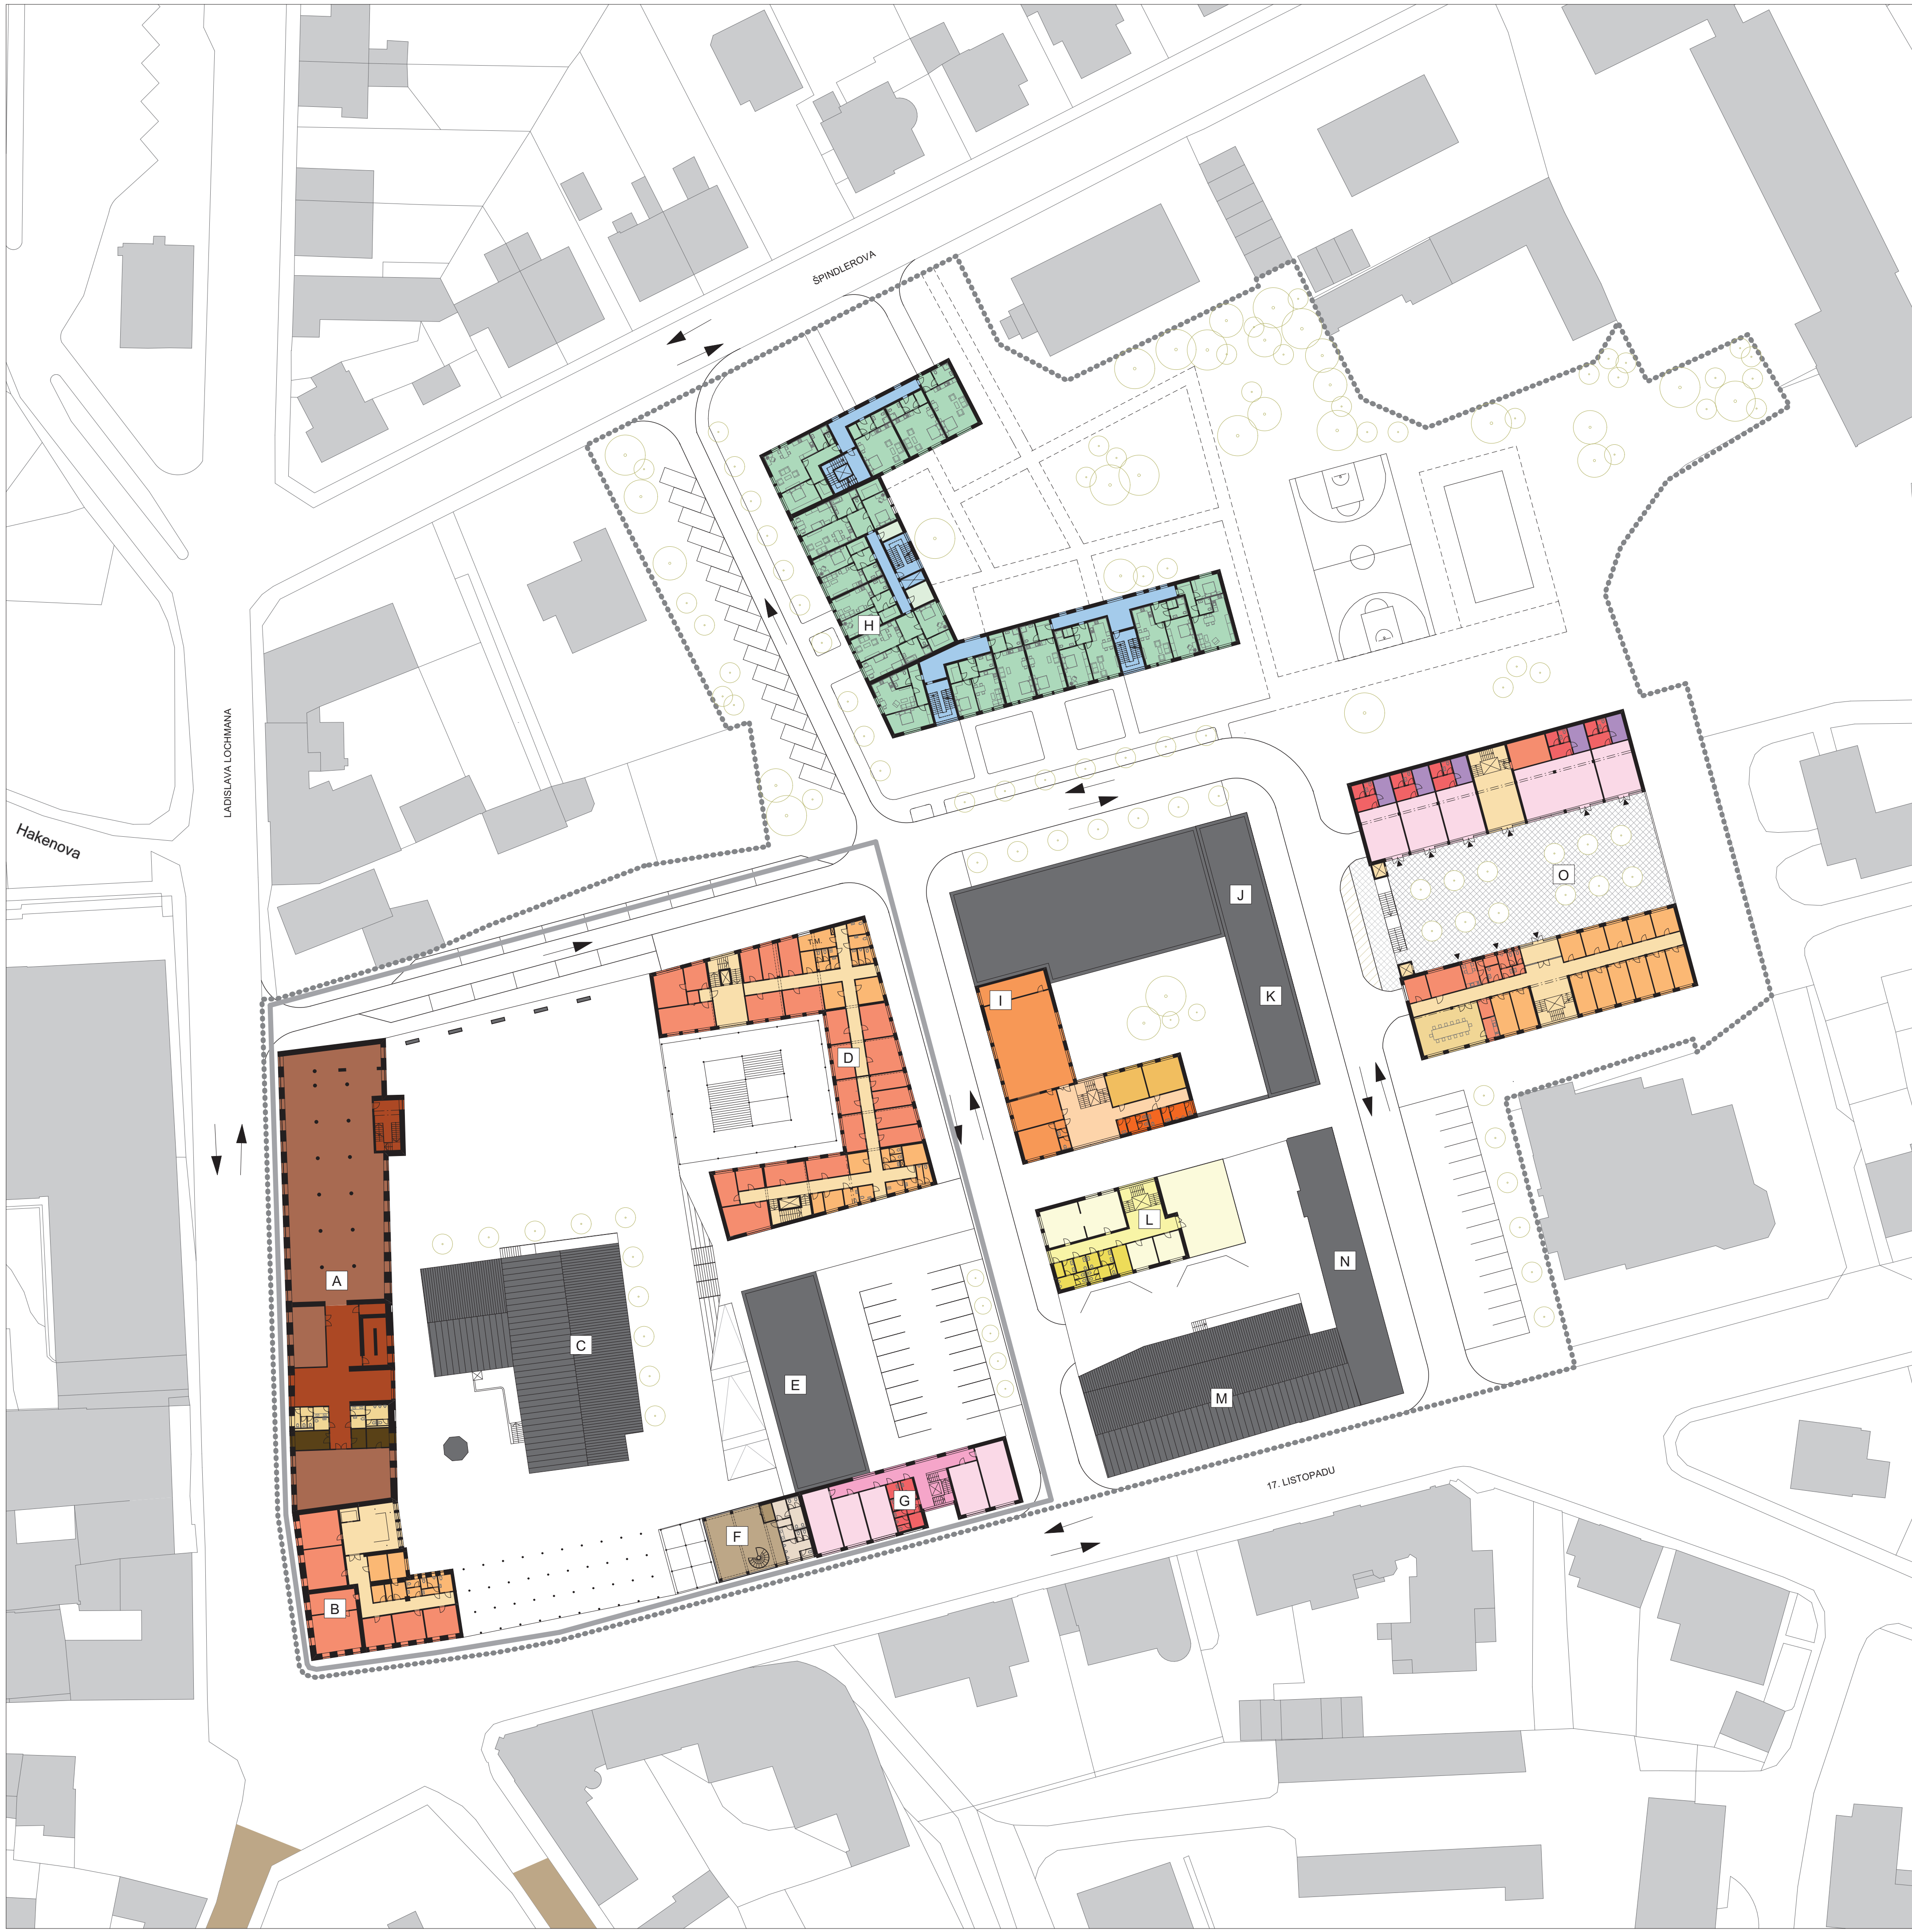 ŠPINDLEROVA
H
LADISLAVA LOCHMANA
Hakenova
O
J
T.M.
K
I
D
L
A
N
C
E
M
17. LISTOPADU
G
F
B